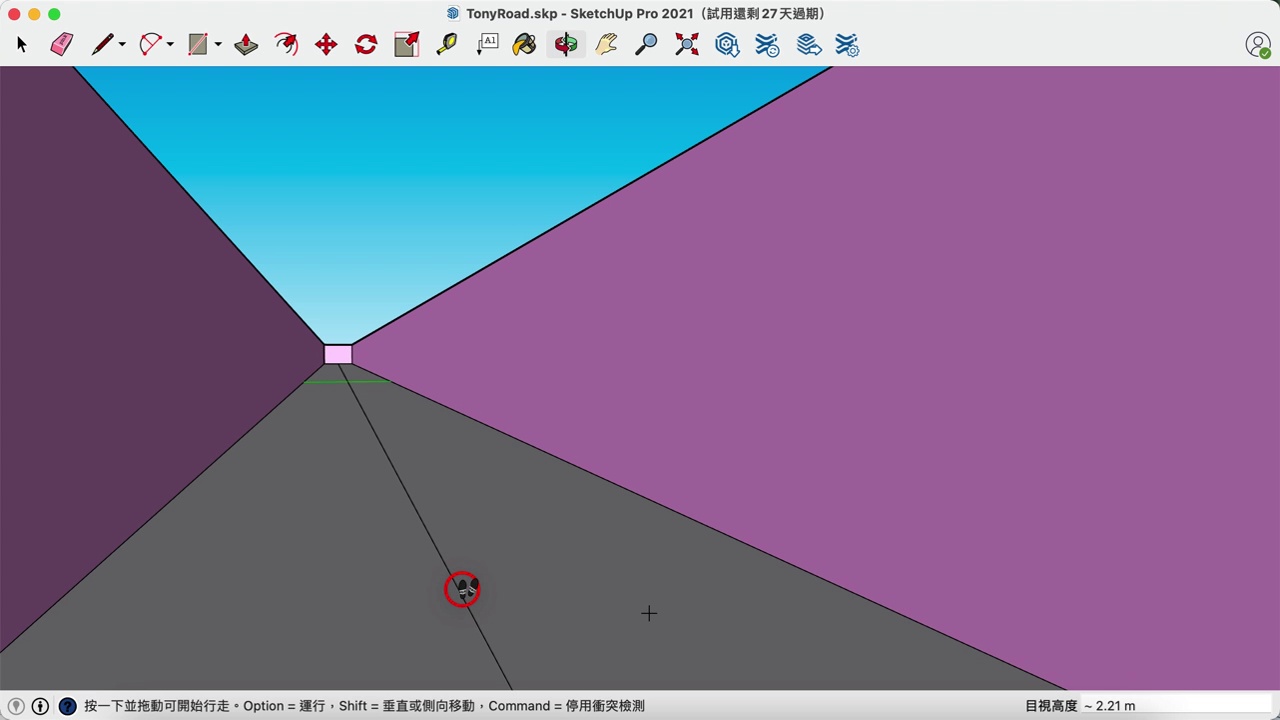 TonyRoad.skp - SketchUp Pro 2021（試用還剩 27 天過期）
A1
按一下並拖動可開始行走。Option = 運行，Shift = 垂直或側向移動，Command = 停用衝突檢測
目視高度 ~ 2.21 m